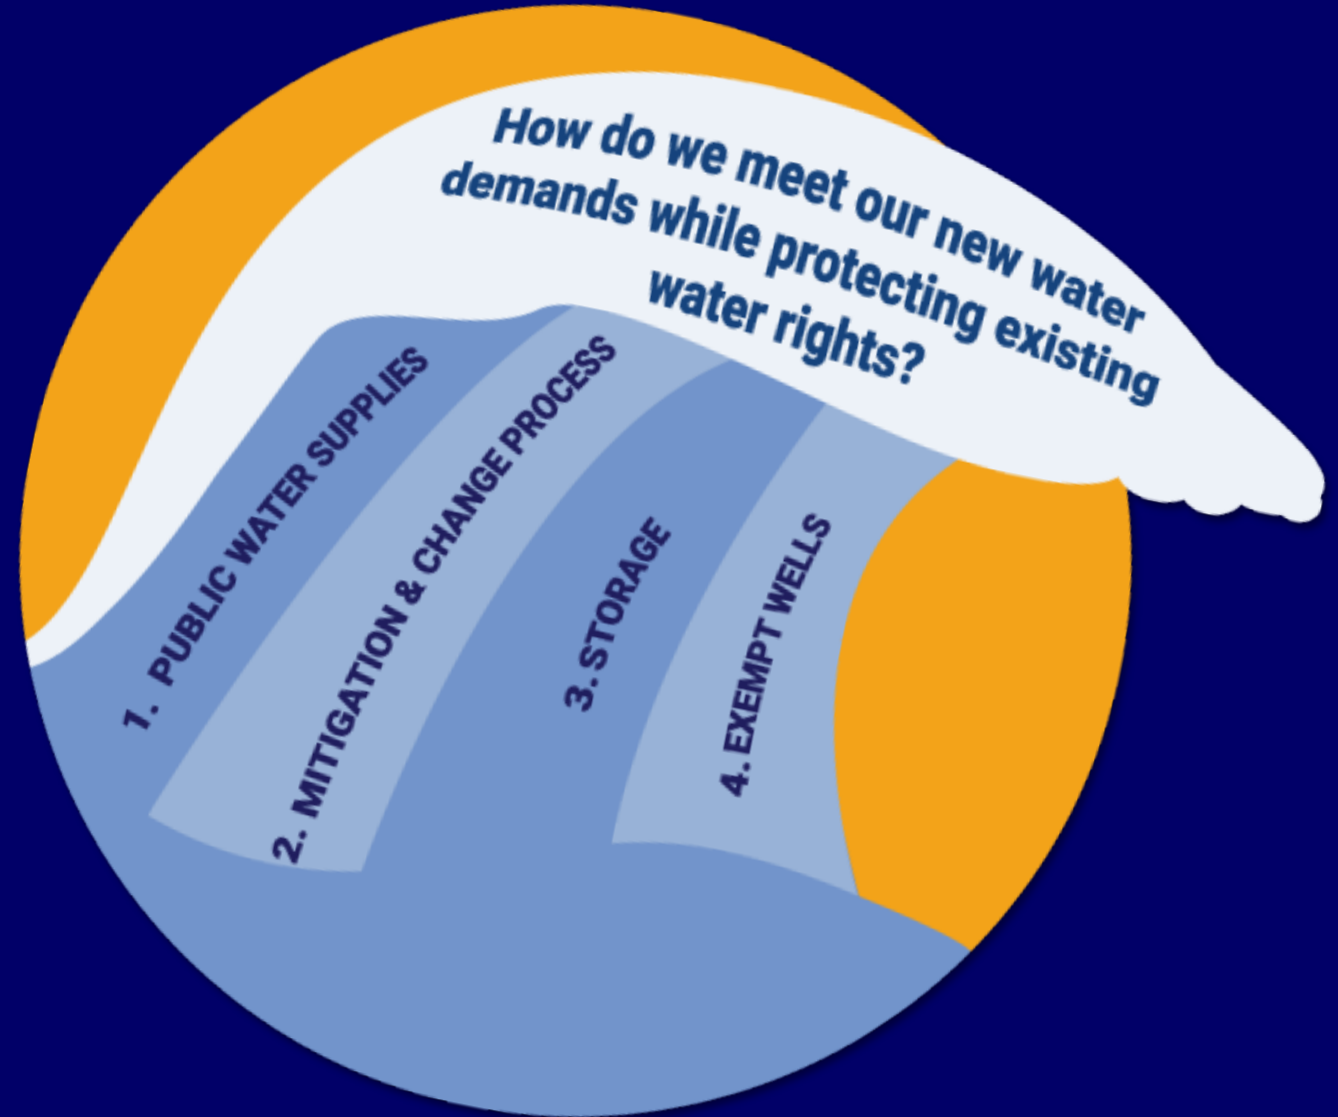 How do we meet our new water
demands while protecting existing
water rights?
1. PUBLIC WATER SUPPLIES
2. MITIGATION & CHANGE PROCESS
3. STORAGE
4. EXEMPT WELLS